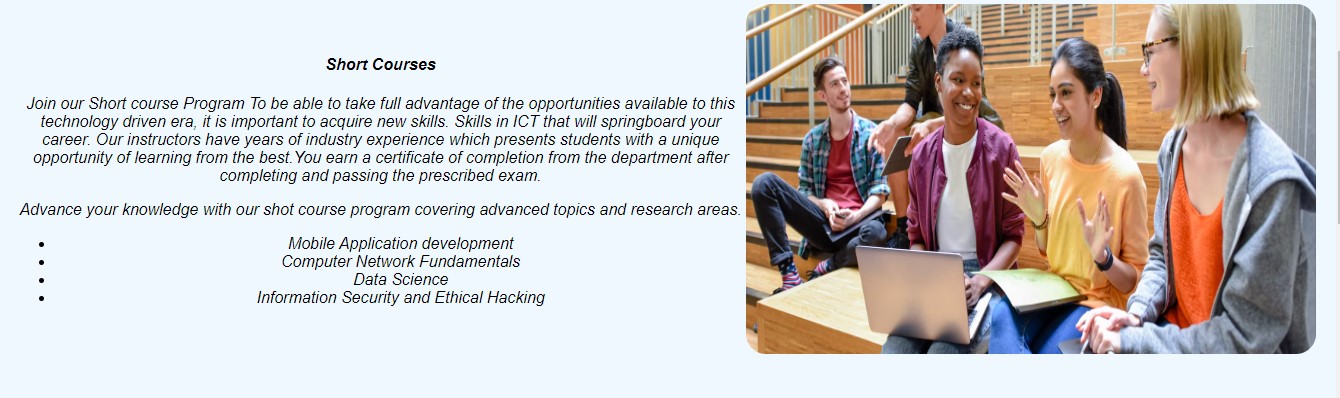 Short Courses
Join our Short course Program To be able to take full advantage of the opportunities available to this
technology driven era, it is important to acquire new skills. Skills in ICT that will springboard your
career. Our instructors have years of industry experience which presents students with a unique
opportunity of learning from the best.You earn a certificate of completion from the department after
completing and passing the prescribed exam.
Advance your knowledge with our shot course program covering advanced topics and research areas.
• Mobile Application development
• Computer Network Fundamentals
• Data Science
• Information Security and Ethical Hacking